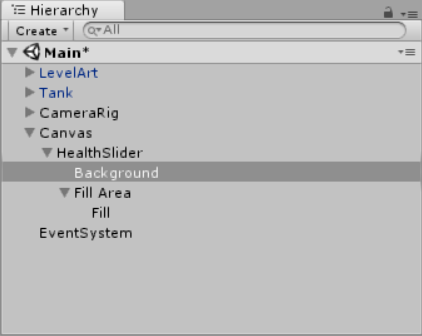 Hierarchy
Create All
Main*
LevelArt
Tank
CameraRig
Canvas
HealthSlider
Background
Fill Area
Fill
EventSystem